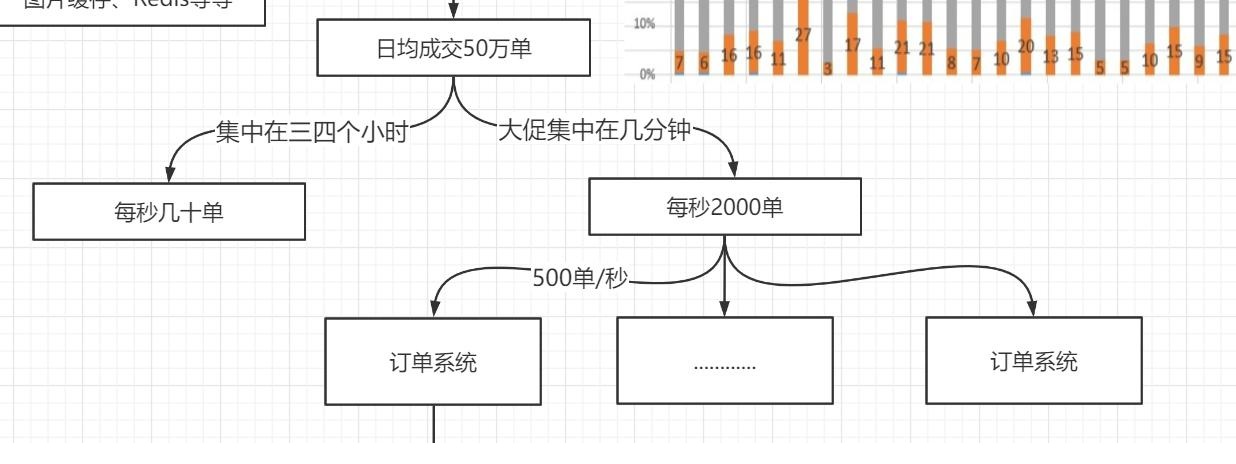 图片缓存、Redis等等
10%
0%
7 6 16 16 11 27 3 17 11 21 21 8 7 10 20 13 15 5 5 10 15 9 15
日均成交50万单
集中在三四个小时
大促集中在几分钟
每秒几十单
每秒2000单
500单/秒
订单系统
............
订单系统